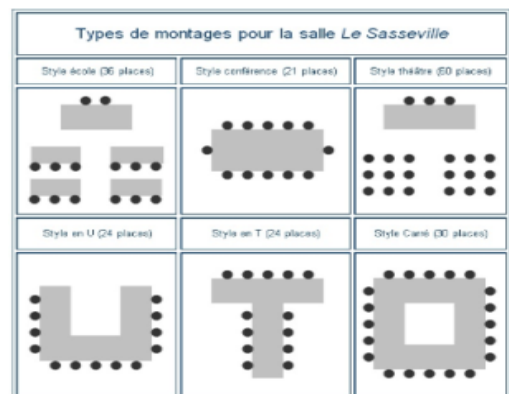 Types de montages pour la salle Le Sasseville
Style école (36 places)
Style conférence (21 places)
Style théâtre (60 places)
Style en U (24 places)
Style en T (24 places)
Style Carré (30 places)